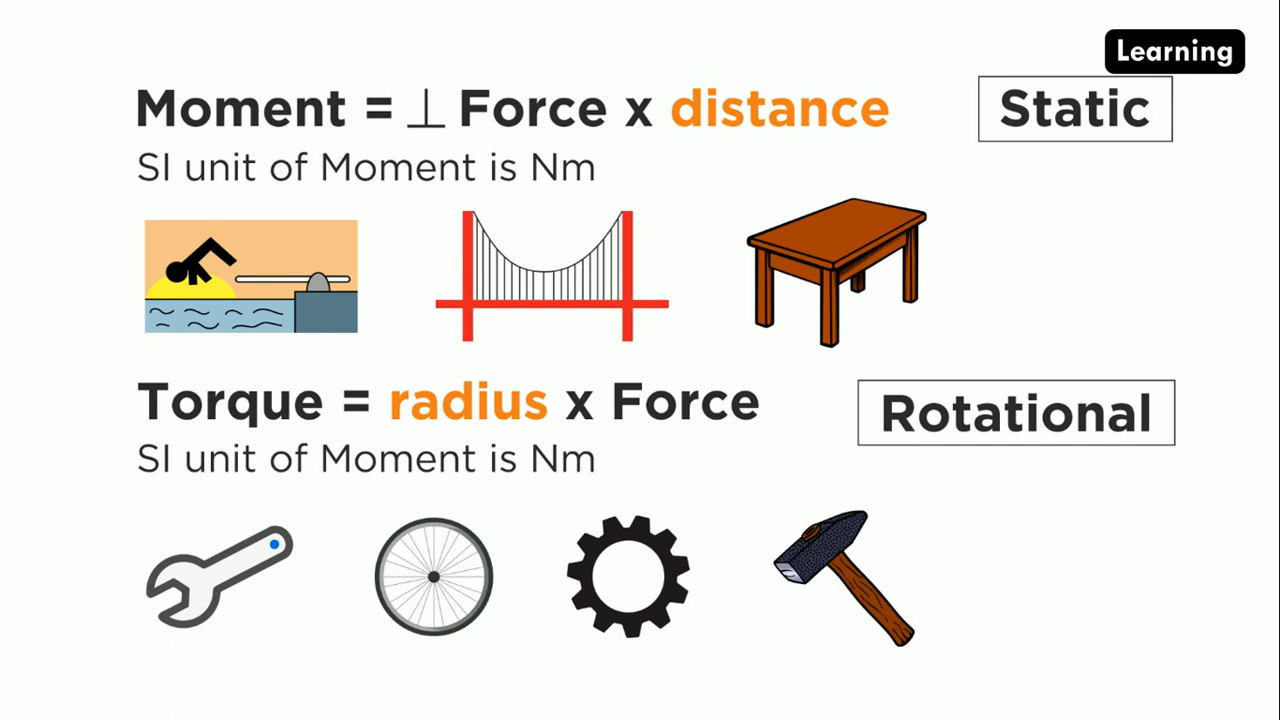 Learning
Moment = ⊥ Force x distance
Static
SI unit of Moment is Nm
Torque = radius x Force
Rotational
SI unit of Moment is Nm